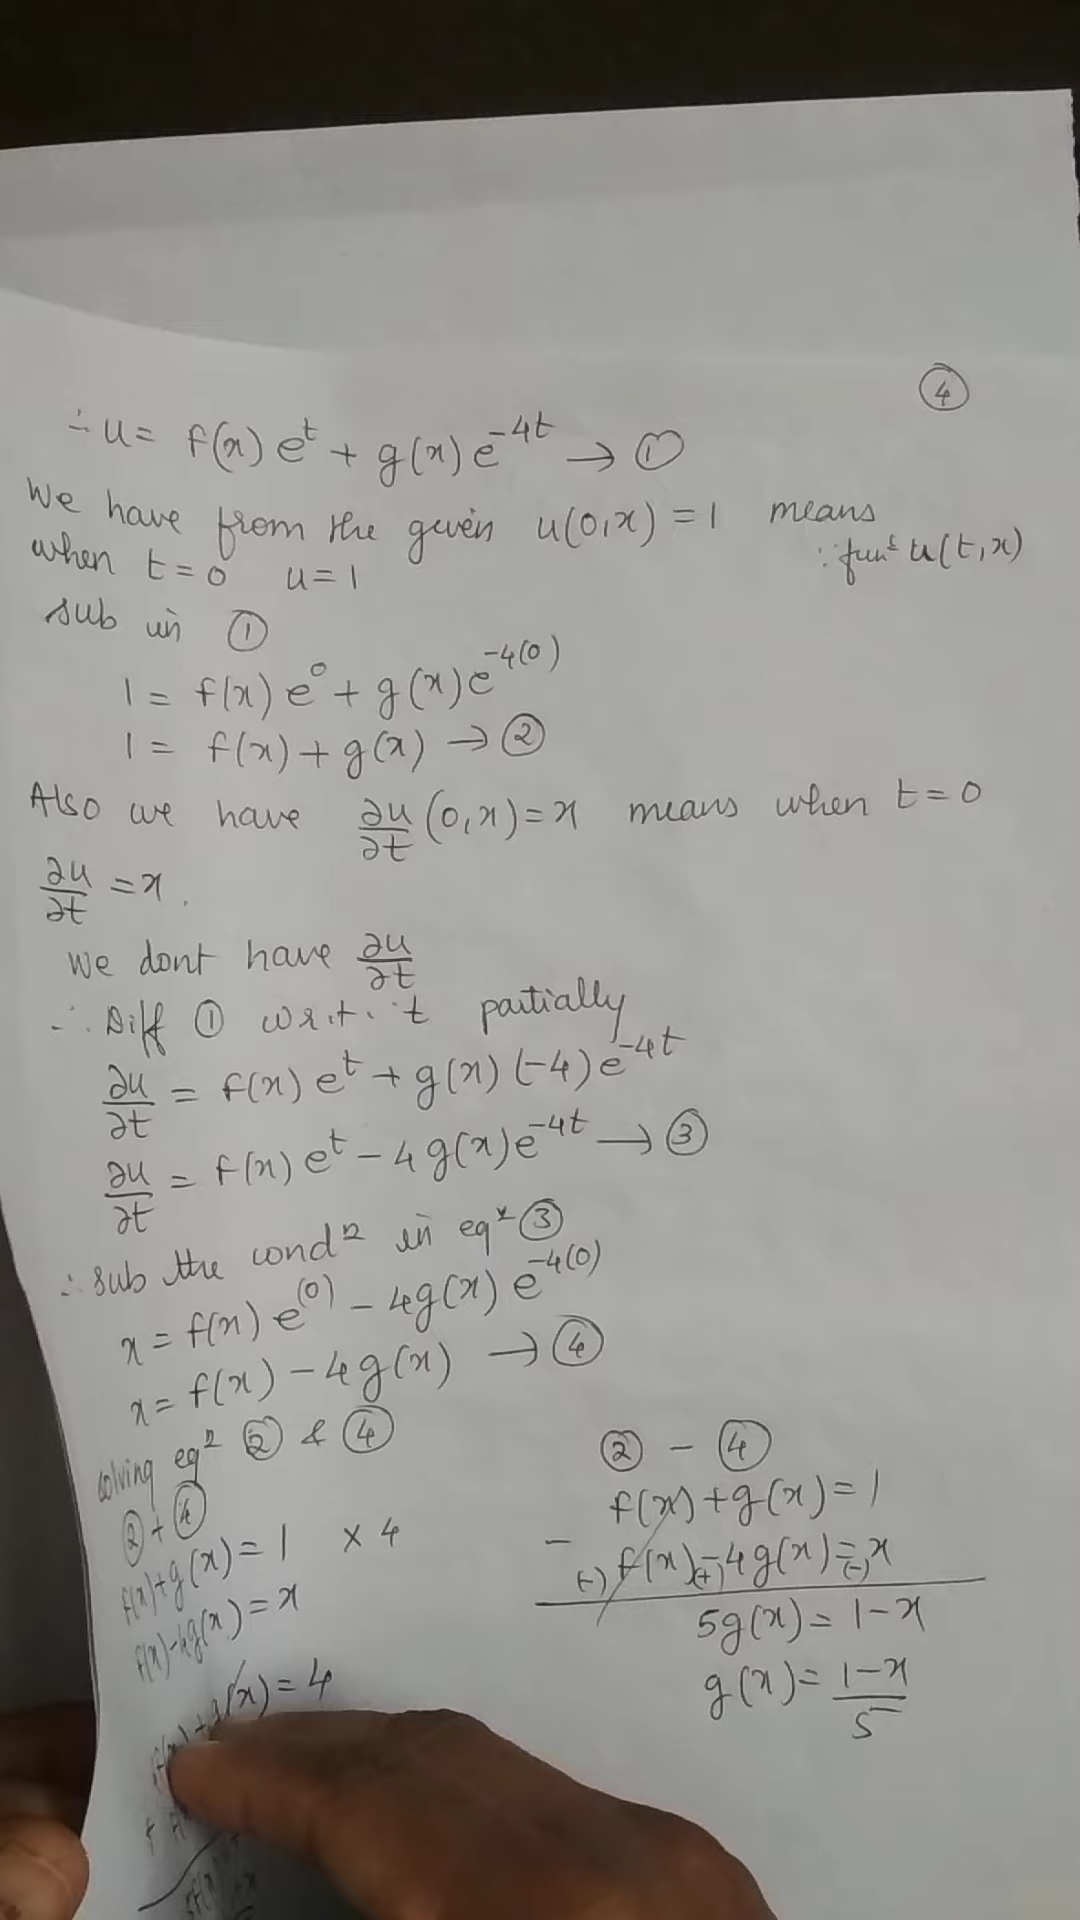 ④
∴ u = f(x) e^t + g(x) e^-4t → ①
We have from the given u(0,x) = 1 means
when t = 0 u = 1 ∵ funᶜ u(t,x)
sub in ①
1 = f(x) e^0 + g(x) e^-4(0)
1 = f(x) + g(x) → ②
Also we have ∂u/∂t (0,x) = x means when t = 0
∂u/∂t = x.
we dont have ∂u/∂t
∴ Diff ① w.r.t. t partially
∂u/∂t = f(x) e^t + g(x) (-4) e^-4t
∂u/∂t = f(x) e^t - 4 g(x) e^-4t → ③
∴ sub the condⁿ in eqⁿ ③
x = f(x) e^(0) - 4g(x) e^-4(0)
x = f(x) - 4g(x) → ④
solving eqⁿ ② & ④
② + ④
f(x) + g(x) = 1 × 4
f(x) - 4g(x) = x
g(x) = 4
② - ④
f(x) + g(x) = 1
- (-) f(x) (+)- 4g(x) (-)= x
5g(x) = 1 - x
g(x) = (1-x)/5